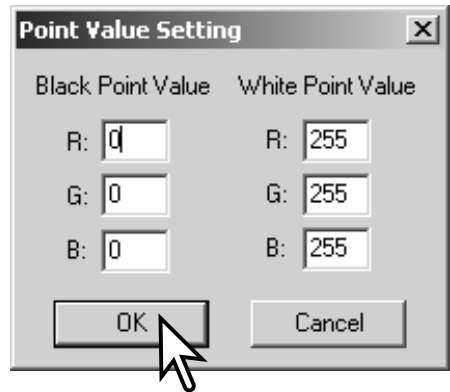 Point Value Setting
Black Point Value White Point Value
R: 0 R: 255
G: 0 G: 255
B: 0 B: 255
OK Cancel